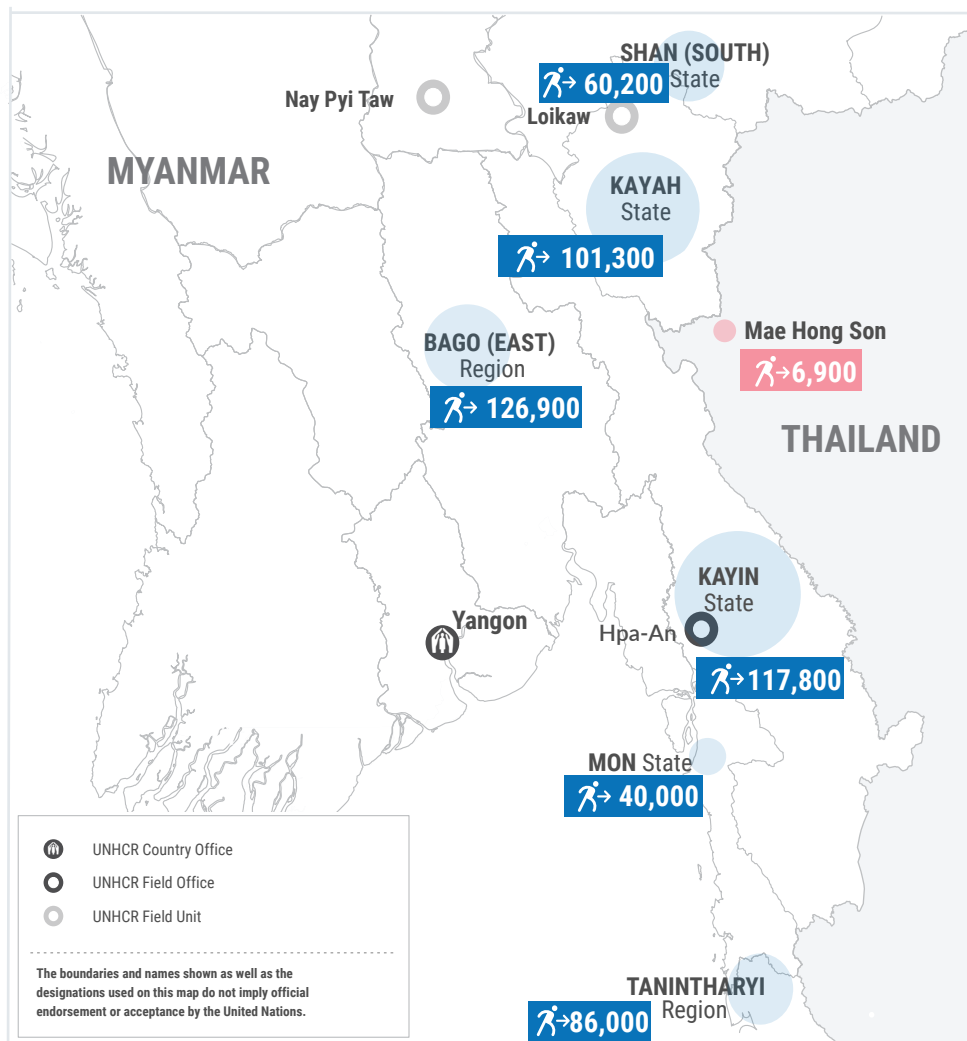 SHAN (SOUTH)
State
60,200
Nay Pyi Taw
Loikaw
MYANMAR
KAYAH
State
101,300
Mae Hong Son
6,900
BAGO (EAST)
Region
126,900
THAILAND
KAYIN
State
Yangon
Hpa-An
117,800
MON State
40,000
UNHCR Country Office
UNHCR Field Office
UNHCR Field Unit
The boundaries and names shown as well as the
designations used on this map do not imply official
endorsement or acceptance by the United Nations.
TANINTHARYI
Region
86,000